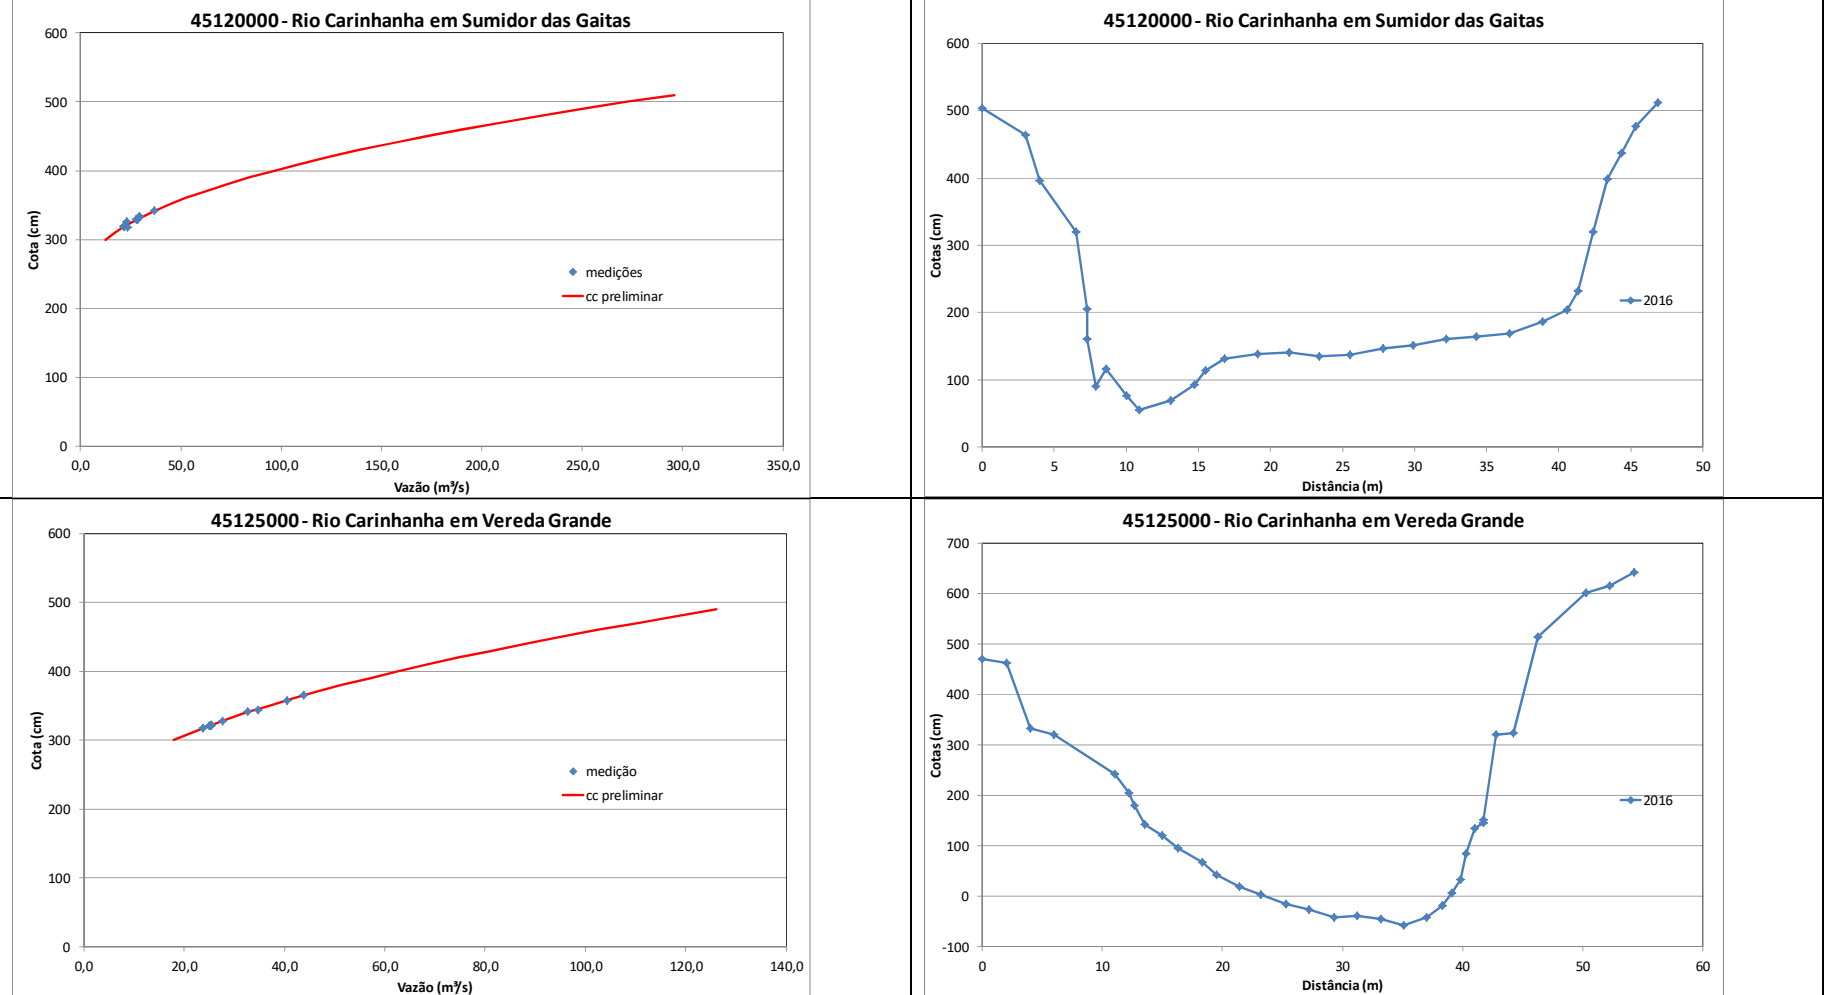 45120000 - Rio Carinhanha em Sumidor das Gaitas
600
500
400
300
200
100
0
Cota (cm)
medições
cc preliminar
0,0 50,0 100,0 150,0 200,0 250,0 300,0 350,0
Vazão (m³/s)
45120000 - Rio Carinhanha em Sumidor das Gaitas
600
500
400
300
200
100
0
Cotas (cm)
2016
0 5 10 15 20 25 30 35 40 45 50
Distância (m)
45125000 - Rio Carinhanha em Vereda Grande
600
500
400
300
200
100
0
Cota (cm)
medição
cc preliminar
0,0 20,0 40,0 60,0 80,0 100,0 120,0 140,0
Vazão (m³/s)
45125000 - Rio Carinhanha em Vereda Grande
700
600
500
400
300
200
100
0
-100
Cotas (cm)
2016
0 10 20 30 40 50 60
Distância (m)